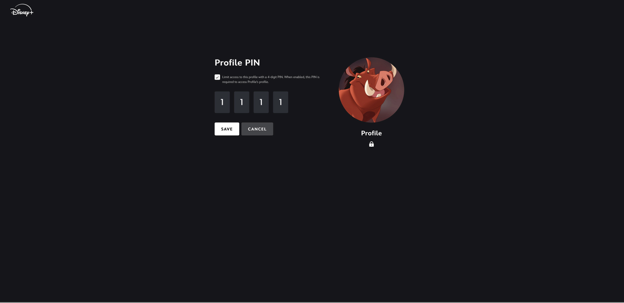 Disney+
Profile PIN
Limit access to this profile with a 4-digit PIN. When enabled, the PIN is
required to access Profile's profile.
1 1 1 1
SAVE CANCEL
Profile